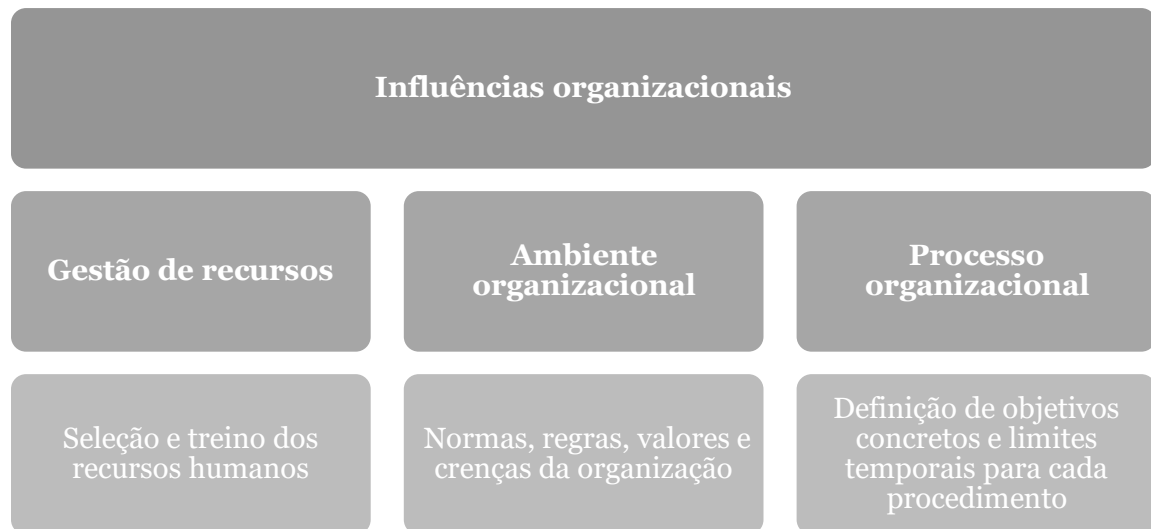 Influências organizacionais
Gestão de recursos
Ambiente
organizacional
Processo
organizacional
Seleção e treino dos
recursos humanos
Normas, regras, valores e
crenças da organização
Definição de objetivos
concretos e limites
temporais para cada
procedimento